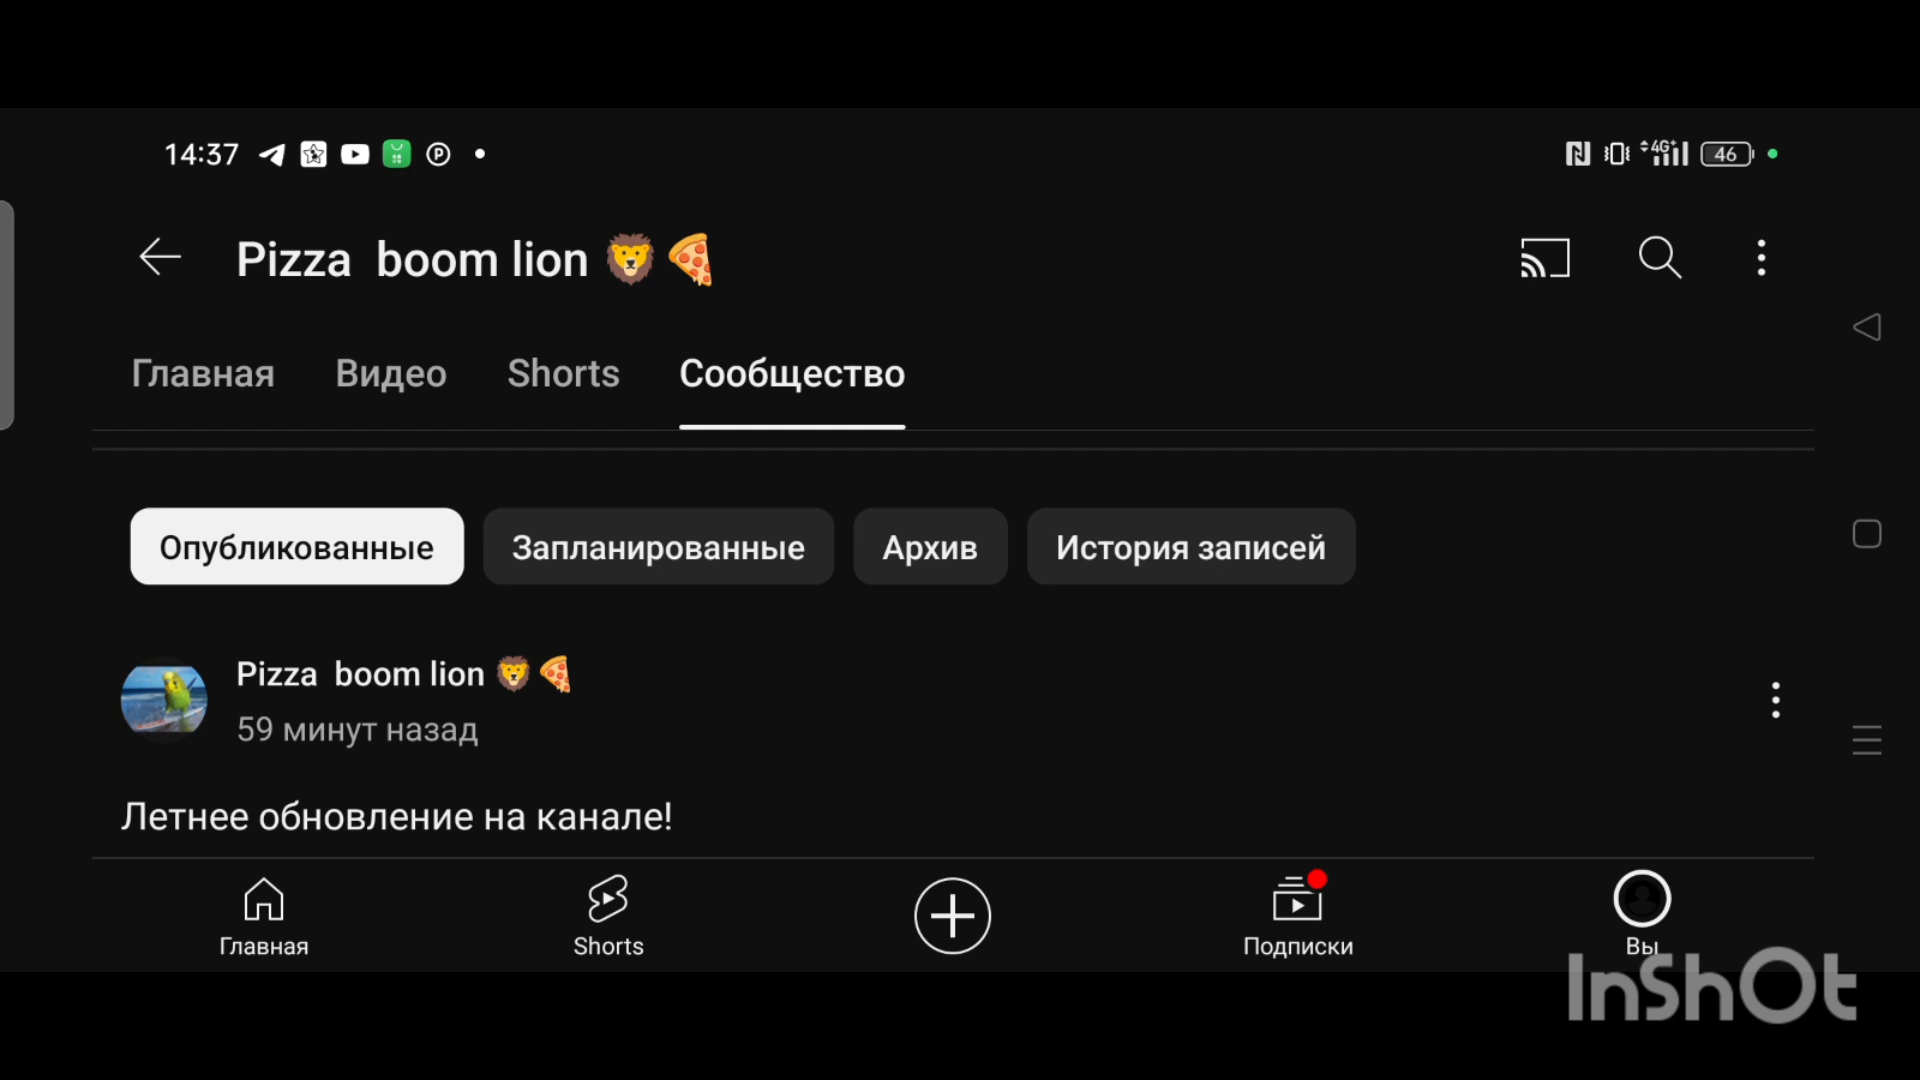 14:37 4G+ 46
Pizza boom lion 🦁 🍕
Главная Видео Shorts Сообщество
Опубликованные Запланированные Архив История записей
Pizza boom lion 🦁 🍕
59 минут назад
Летнее обновление на канале!
Главная Shorts Подписки Вы
InShOt